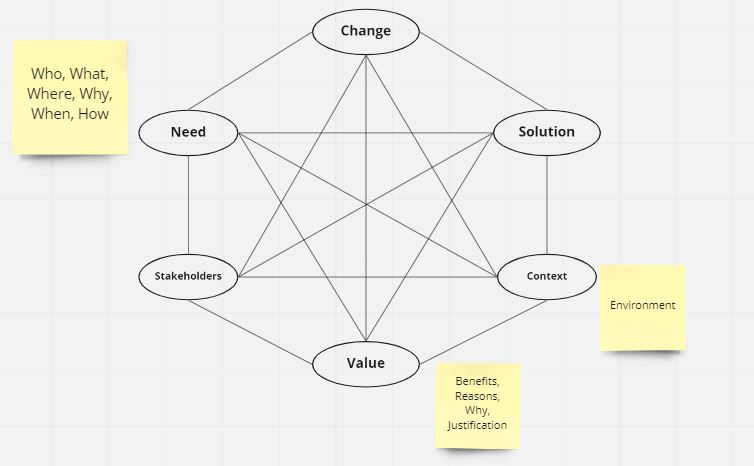 Change
Who, What,
Where, Why,
When, How
Need
Solution
Stakeholders
Context
Environment
Value
Benefits,
Reasons,
Why,
Justification